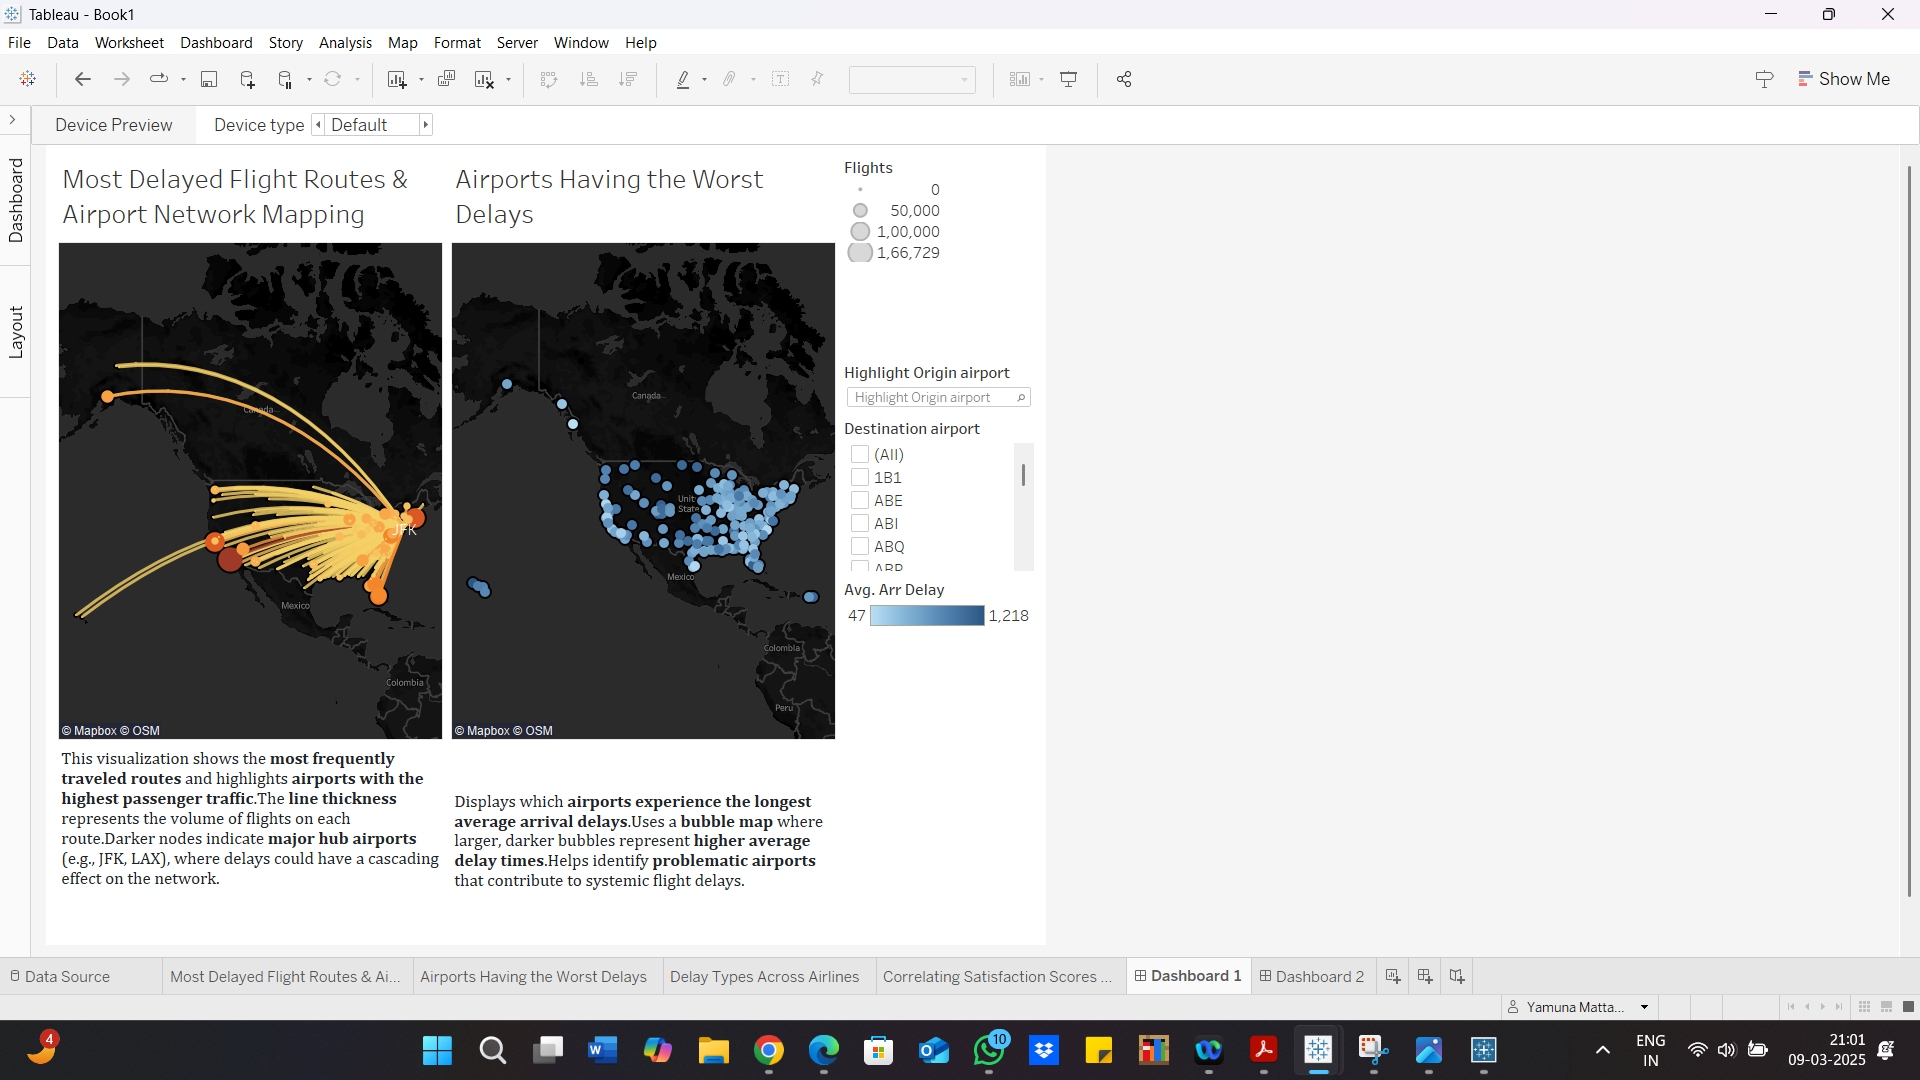 Tableau - Book1
File Data Worksheet Dashboard Story Analysis Map Format Server Window Help
Show Me
Device Preview Device type Default
Dashboard
Layout
Most Delayed Flight Routes &
Airport Network Mapping
Canada
JFK
Mexico
Colombia
© Mapbox © OSM
This visualization shows the most frequently
traveled routes and highlights airports with the
highest passenger traffic.The line thickness
represents the volume of flights on each
route.Darker nodes indicate major hub airports
(e.g., JFK, LAX), where delays could have a cascading
effect on the network.
Airports Having the Worst
Delays
Canada
Unit
State
Mexico
Colombia
Peru
© Mapbox © OSM
Displays which airports experience the longest
average arrival delays.Uses a bubble map where
larger, darker bubbles represent higher average
delay times.Helps identify problematic airports
that contribute to systemic flight delays.
Flights
0
50,000
1,00,000
1,66,729
Highlight Origin airport
Highlight Origin airport
Destination airport
(All)
1B1
ABE
ABI
ABQ
ABR
Avg. Arr Delay
47 1,218
Data Source Most Delayed Flight Routes & Ai... Airports Having the Worst Delays Delay Types Across Airlines Correlating Satisfaction Scores ... Dashboard 1 Dashboard 2
Yamuna Matta...
4
10
ENG
IN
21:01
09-03-2025